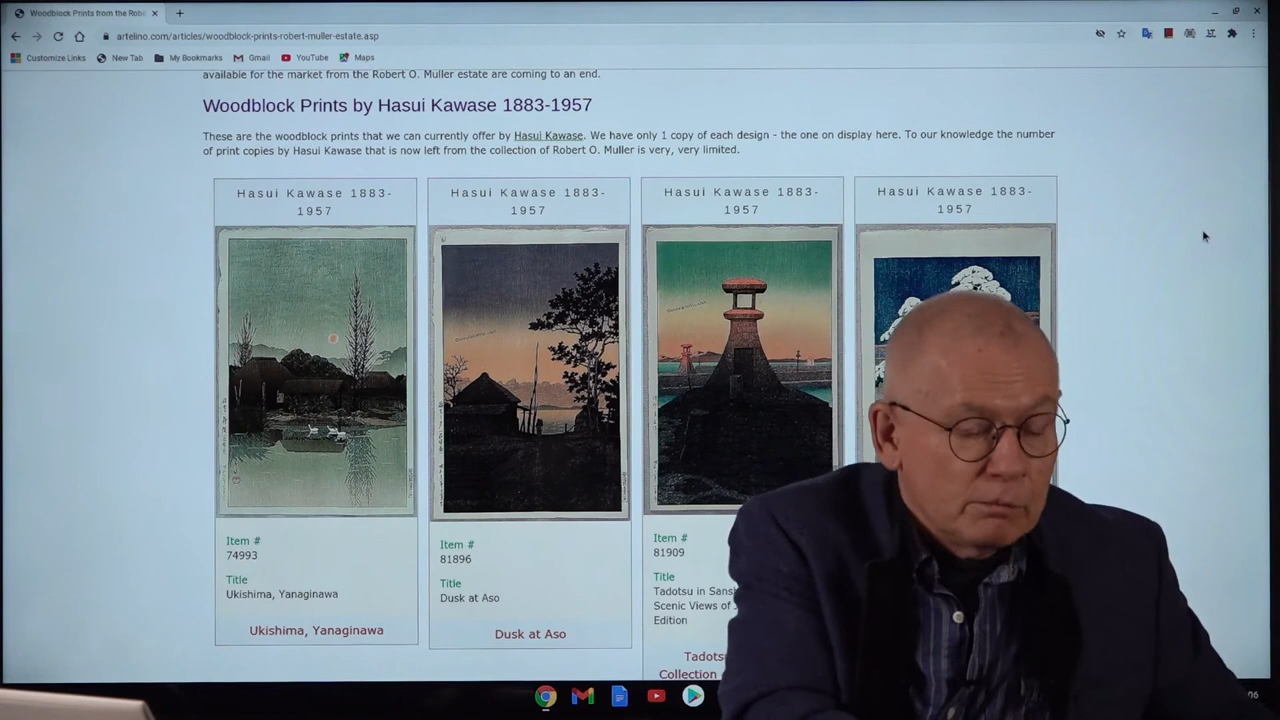 Woodblock Prints from the Robe
artelino.com/articles/woodblock-prints-robert-muller-estate.asp
Customize Links New Tab My Bookmarks Gmail YouTube Maps
available for the market from the Robert O. Muller estate are coming to an end.
Woodblock Prints by Hasui Kawase 1883-1957
These are the woodblock prints that we can currently offer by Hasui Kawase. We have only 1 copy of each design - the one on display here. To our knowledge the number
of print copies by Hasui Kawase that is now left from the collection of Robert O. Muller is very, very limited.
Hasui Kawase 1883-
1957
Hasui Kawase 1883-
1957
Hasui Kawase 1883-
1957
Hasui Kawase 1883-
1957
Item #
74993
Title
Ukishima, Yanaginawa
Ukishima, Yanaginawa
Item #
81896
Title
Dusk at Aso
Dusk at Aso
Item #
81909
Title
Tadotsu in Sansh
Scenic Views of
Edition
Tadotsu
Collection
06